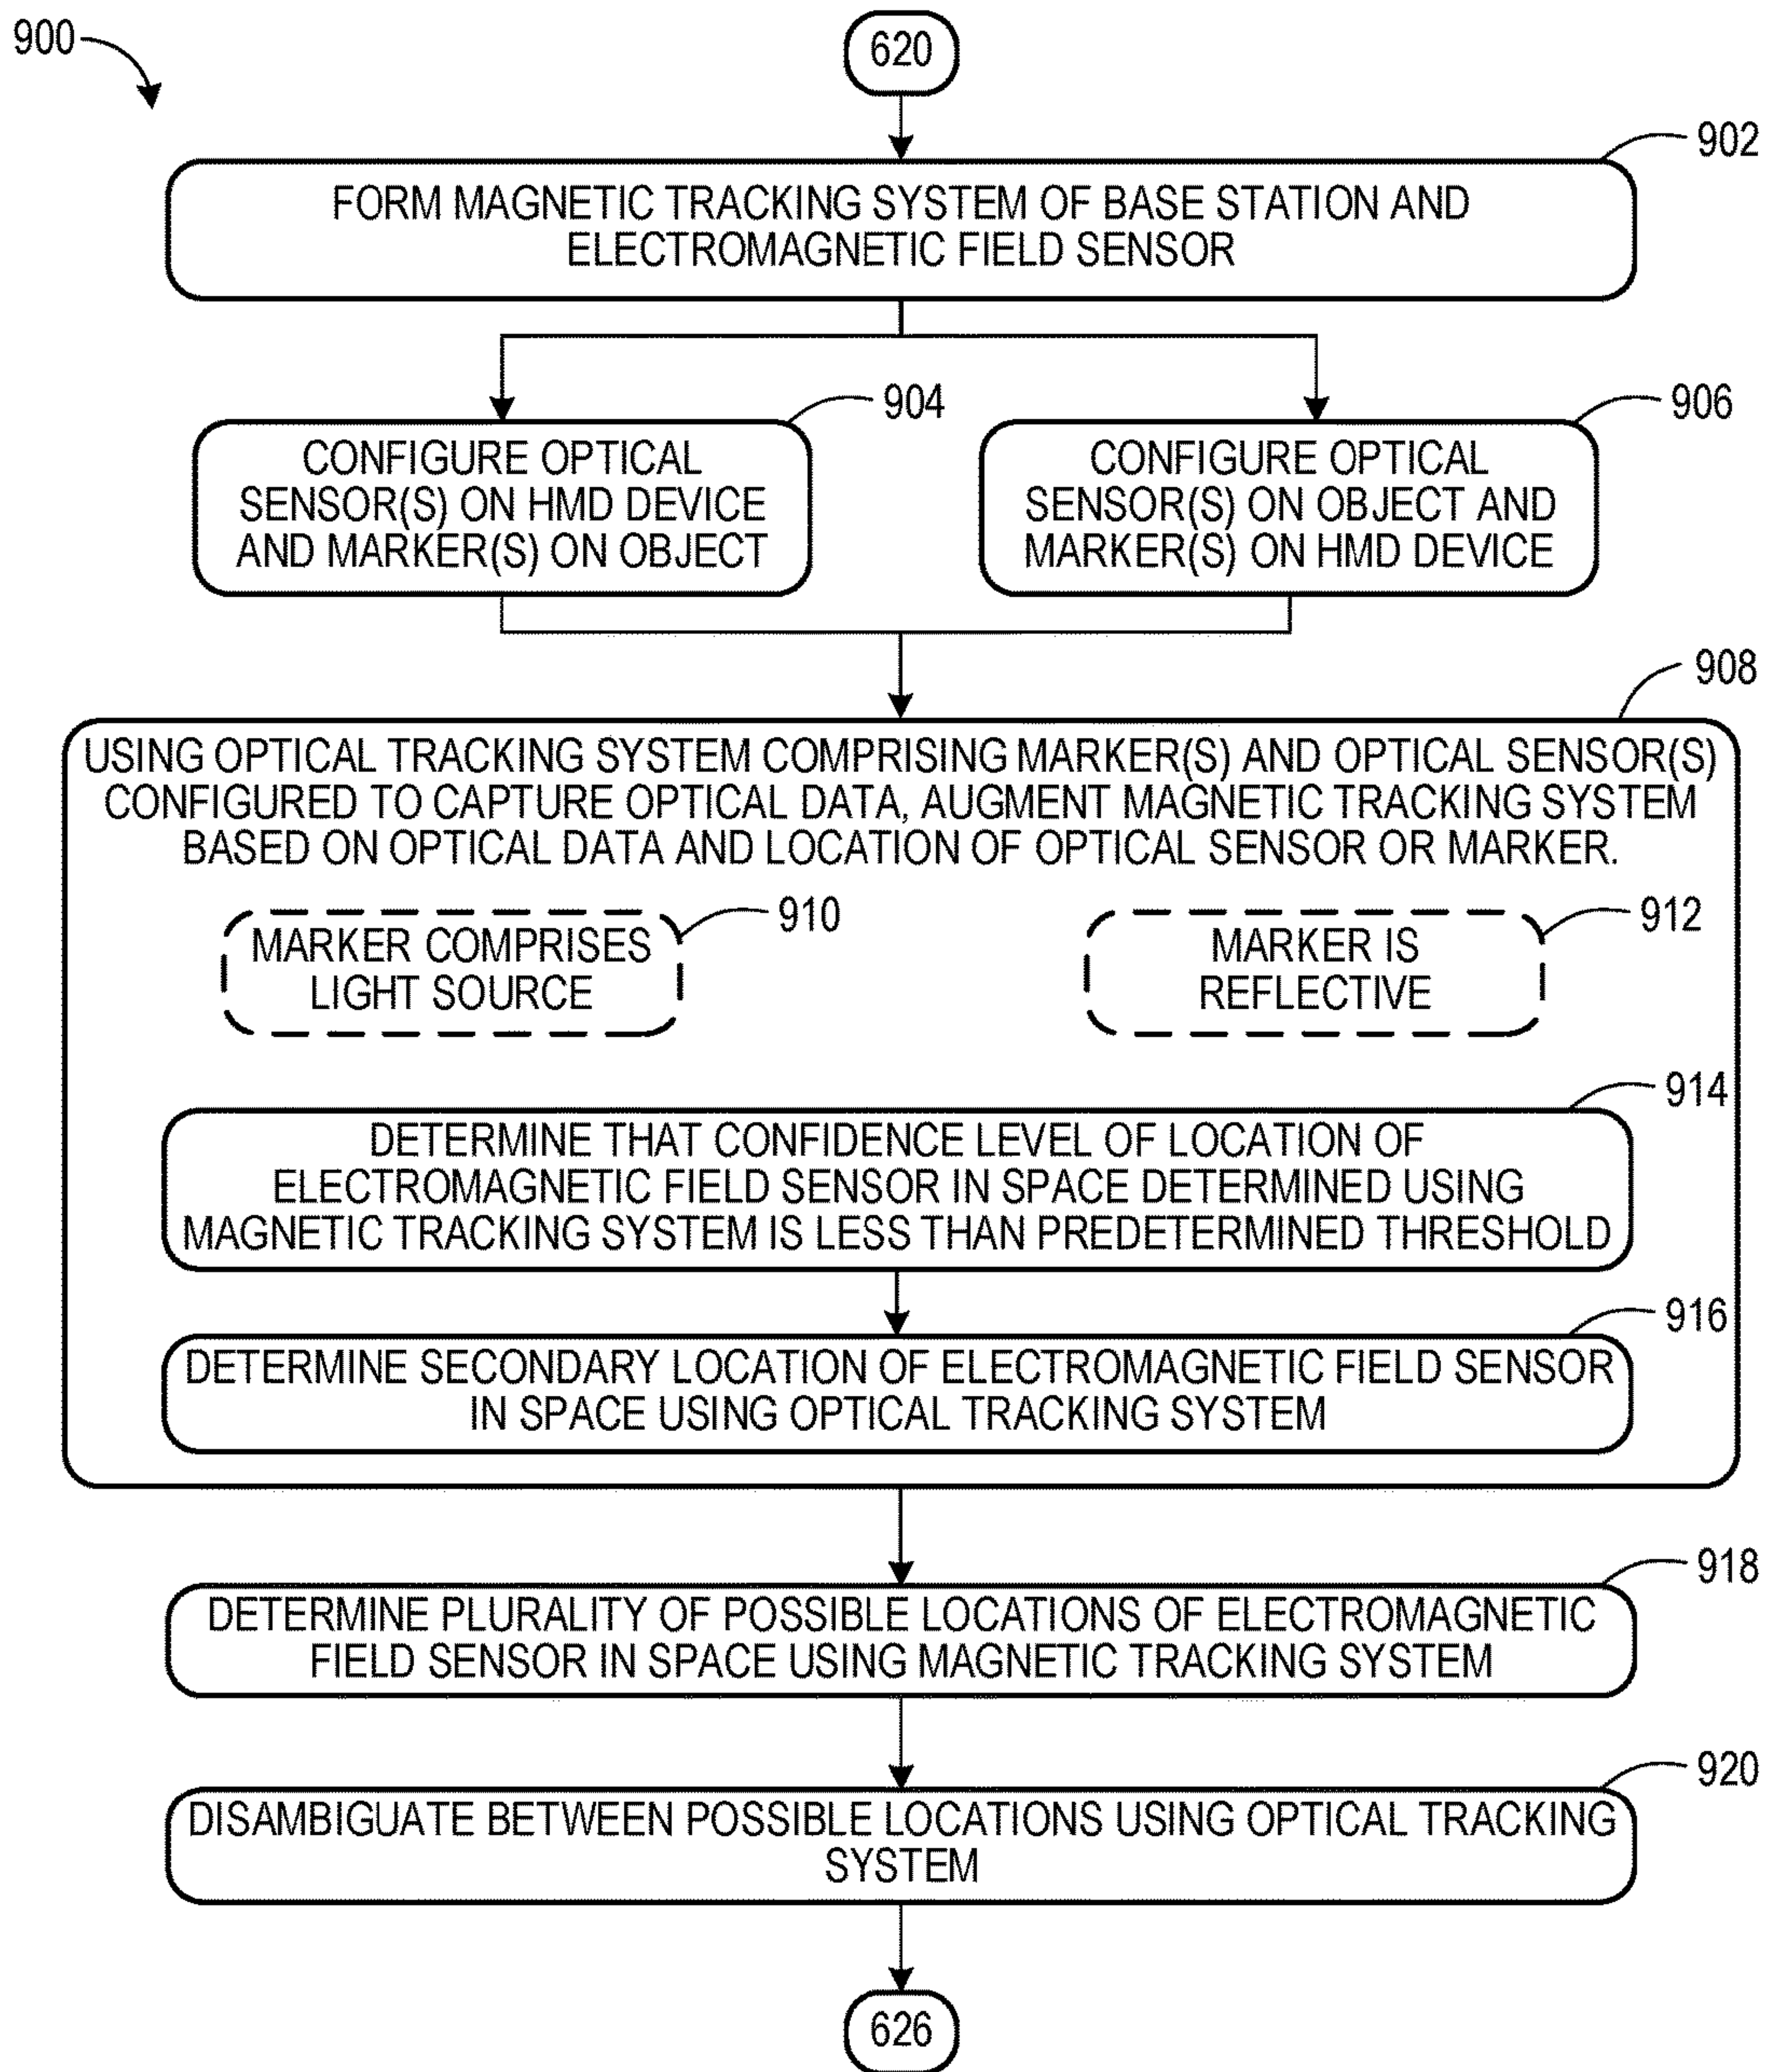 900
620
902
FORM MAGNETIC TRACKING SYSTEM OF BASE STATION AND
ELECTROMAGNETIC FIELD SENSOR
904
CONFIGURE OPTICAL
SENSOR(S) ON HMD DEVICE
AND MARKER(S) ON OBJECT
906
CONFIGURE OPTICAL
SENSOR(S) ON OBJECT AND
MARKER(S) ON HMD DEVICE
908
USING OPTICAL TRACKING SYSTEM COMPRISING MARKER(S) AND OPTICAL SENSOR(S)
CONFIGURED TO CAPTURE OPTICAL DATA, AUGMENT MAGNETIC TRACKING SYSTEM
BASED ON OPTICAL DATA AND LOCATION OF OPTICAL SENSOR OR MARKER.
910
MARKER COMPRISES
LIGHT SOURCE
912
MARKER IS
REFLECTIVE
914
DETERMINE THAT CONFIDENCE LEVEL OF LOCATION OF
ELECTROMAGNETIC FIELD SENSOR IN SPACE DETERMINED USING
MAGNETIC TRACKING SYSTEM IS LESS THAN PREDETERMINED THRESHOLD
916
DETERMINE SECONDARY LOCATION OF ELECTROMAGNETIC FIELD SENSOR
IN SPACE USING OPTICAL TRACKING SYSTEM
918
DETERMINE PLURALITY OF POSSIBLE LOCATIONS OF ELECTROMAGNETIC
FIELD SENSOR IN SPACE USING MAGNETIC TRACKING SYSTEM
920
DISAMBIGUATE BETWEEN POSSIBLE LOCATIONS USING OPTICAL TRACKING
SYSTEM
626